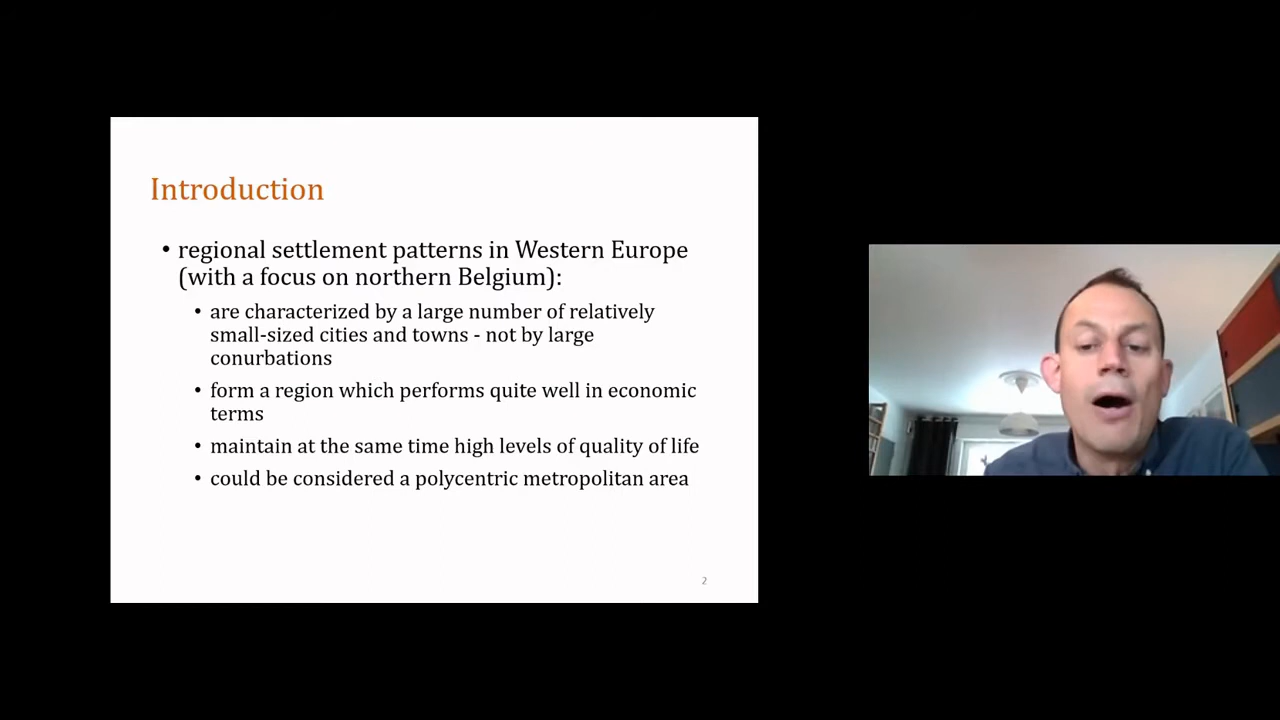 Introduction
• regional settlement patterns in Western Europe
(with a focus on northern Belgium):
• are characterized by a large number of relatively
small-sized cities and towns - not by large
conurbations
• form a region which performs quite well in economic
terms
• maintain at the same time high levels of quality of life
• could be considered a polycentric metropolitan area
2